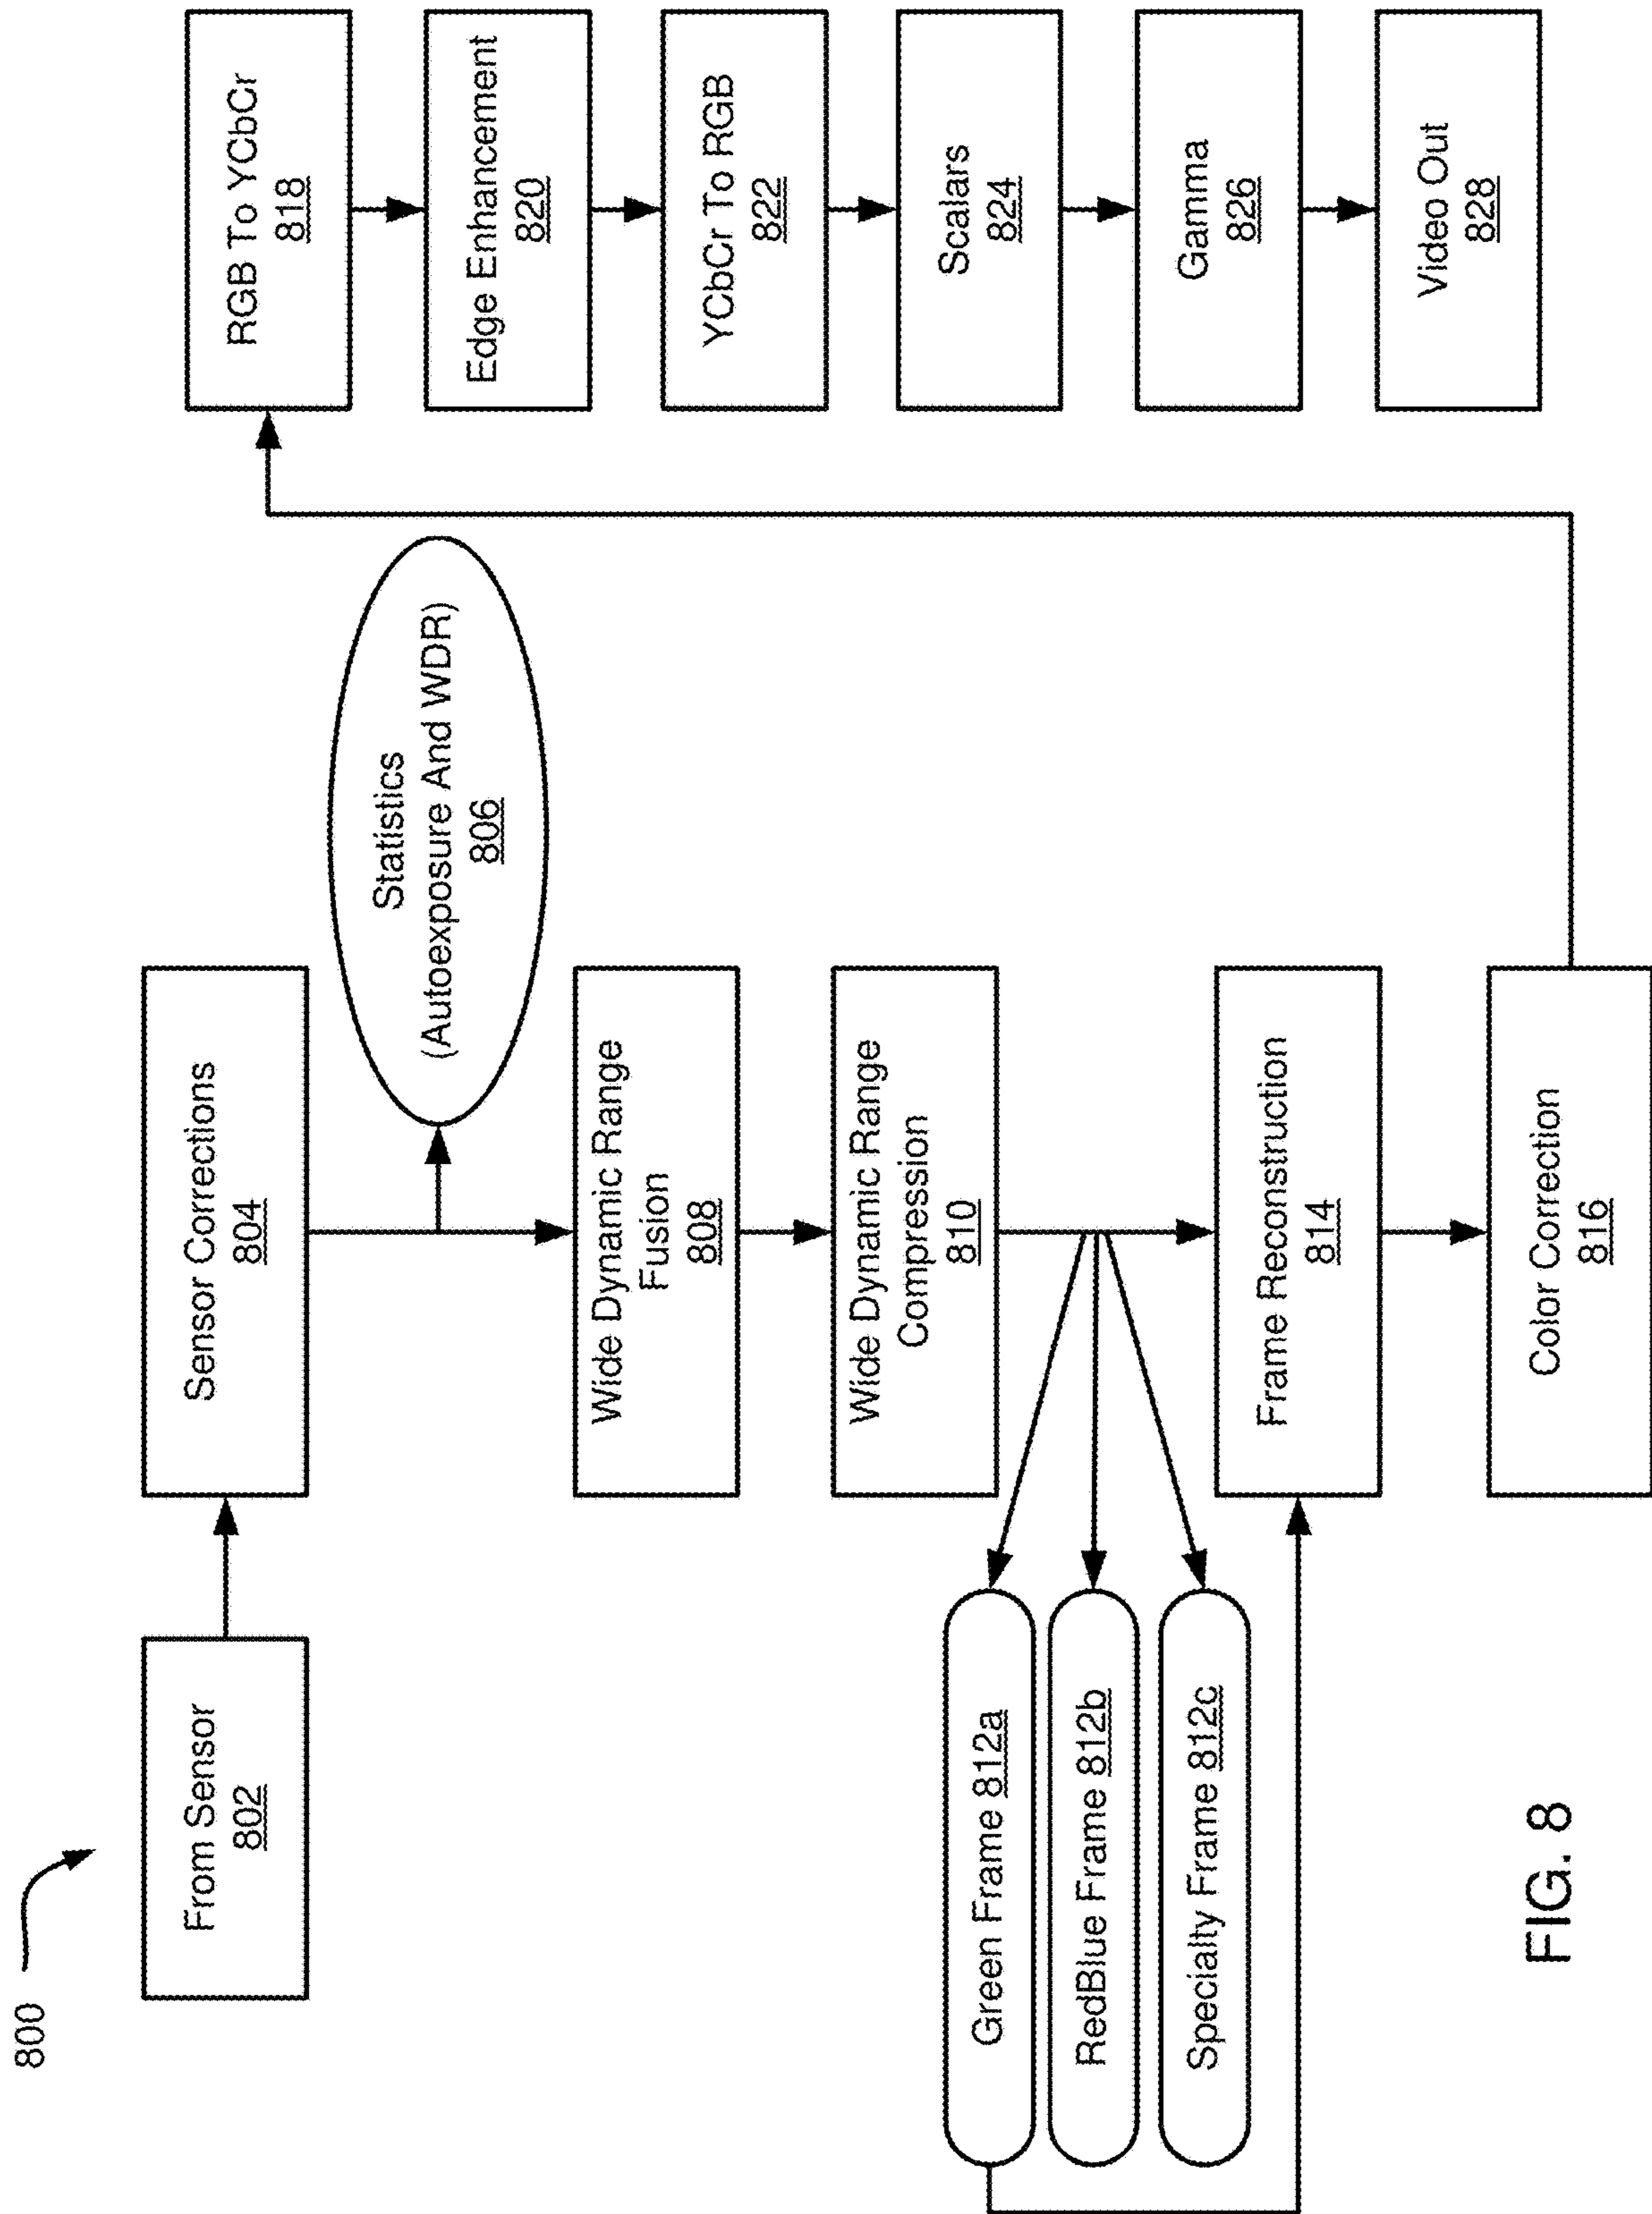 800
From Sensor
802
Sensor Corrections
804
Statistics
(Autoexposure And WDR)
806
Wide Dynamic Range
Fusion
808
Wide Dynamic Range
Compression
810
Green Frame 812a
RedBlue Frame 812b
Specialty Frame 812c
Frame Reconstruction
814
Color Correction
816
RGB To YCbCr
818
Edge Enhancement
820
YCbCr To RGB
822
Scalars
824
Gamma
826
Video Out
828
FIG. 8